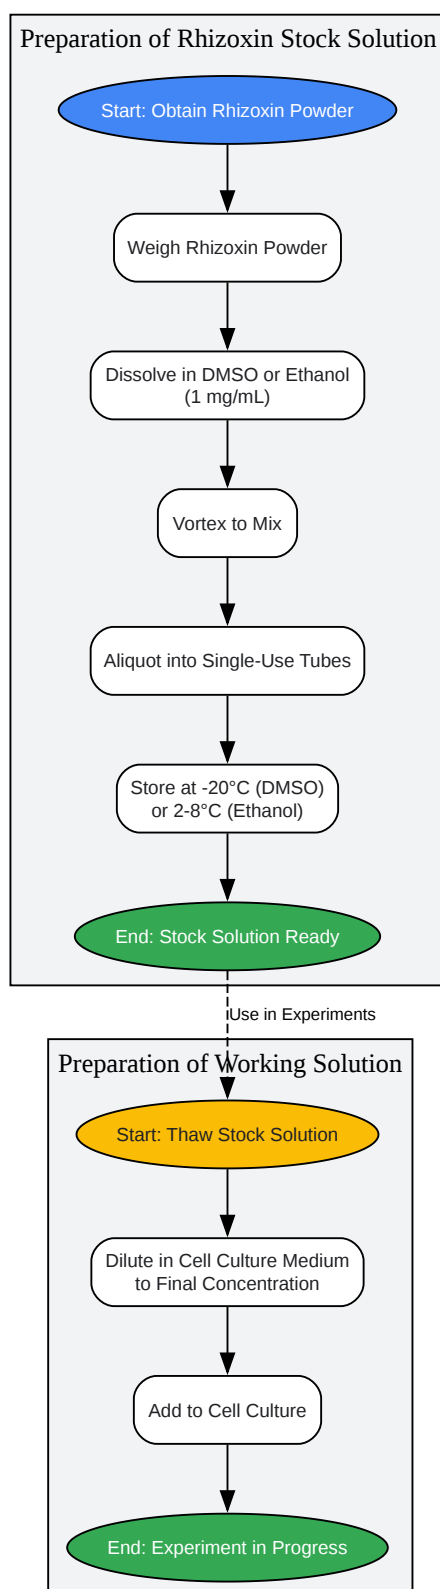 Preparation of Rhizoxin Stock Solution
Start: Obtain Rhizoxin Powder
Weigh Rhizoxin Powder
Dissolve in DMSO or Ethanol
(1 mg/mL)
Vortex to Mix
Aliquot into Single-Use Tubes
Store at -20°C (DMSO)
or 2-8°C (Ethanol)
End: Stock Solution Ready
Use in Experiments
Preparation of Working Solution
Start: Thaw Stock Solution
Dilute in Cell Culture Medium
to Final Concentration
Add to Cell Culture
End: Experiment in Progress